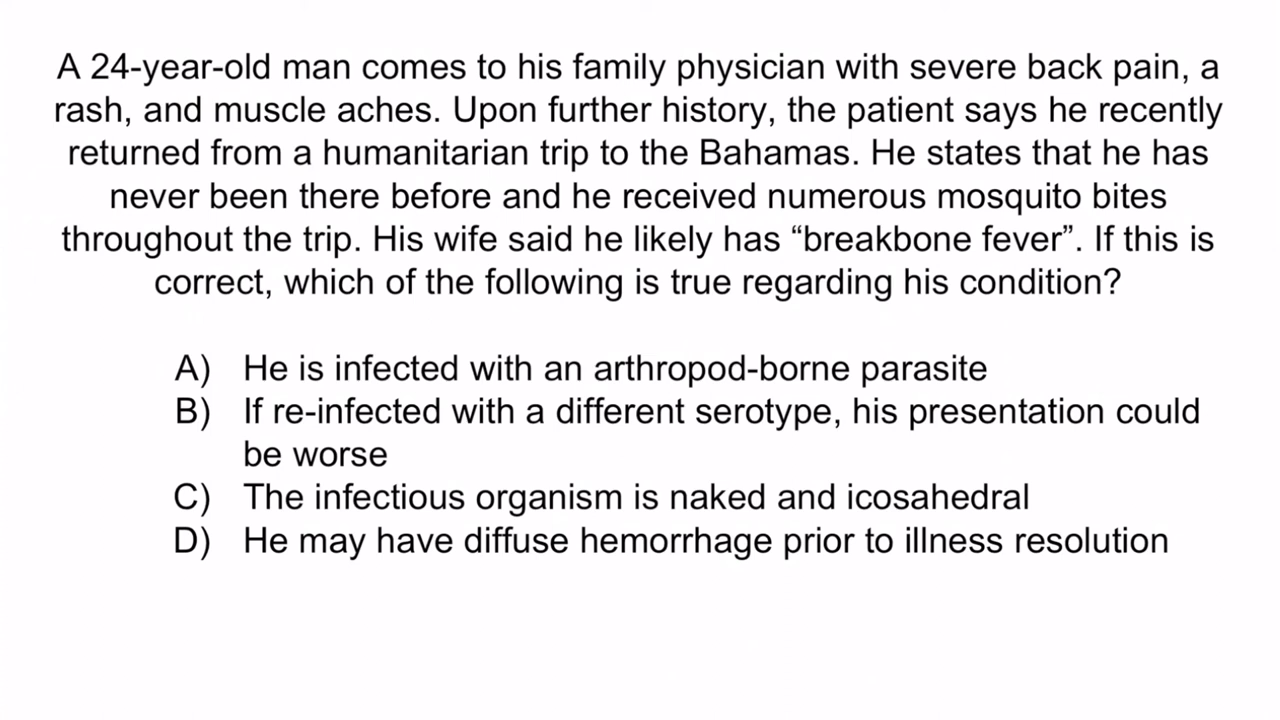 A 24-year-old man comes to his family physician with severe back pain, a
rash, and muscle aches. Upon further history, the patient says he recently
returned from a humanitarian trip to the Bahamas. He states that he has
never been there before and he received numerous mosquito bites
throughout the trip. His wife said he likely has “breakbone fever”. If this is
correct, which of the following is true regarding his condition?
A) He is infected with an arthropod-borne parasite
B) If re-infected with a different serotype, his presentation could
be worse
C) The infectious organism is naked and icosahedral
D) He may have diffuse hemorrhage prior to illness resolution